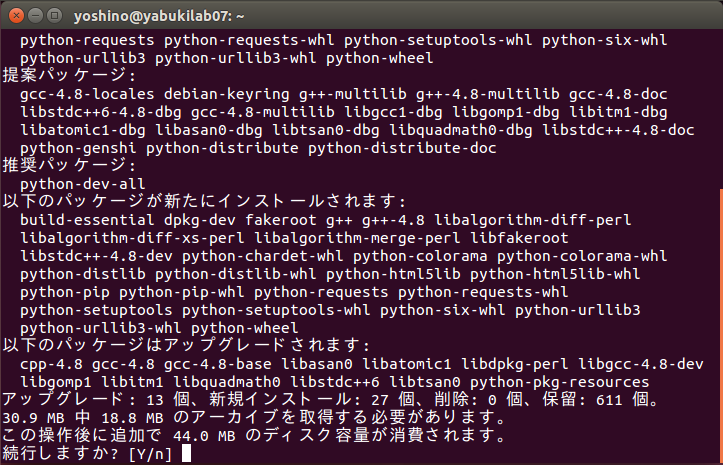 yoshino@yabukilab07: ~
python-requests python-requests-whl python-setuptools-whl python-six-whl
python-urllib3 python-urllib3-whl python-wheel
提案パッケージ:
gcc-4.8-locales debian-keyring g++-multilib g++-4.8-multilib gcc-4.8-doc
libstdc++6-4.8-dbg gcc-4.8-multilib libgcc1-dbg libgomp1-dbg libitm1-dbg
libatomic1-dbg libasan0-dbg libtsan0-dbg libquadmath0-dbg libstdc++-4.8-doc
python-genshi python-distribute python-distribute-doc
推奨パッケージ:
python-dev-all
以下のパッケージが新たにインストールされます:
build-essential dpkg-dev fakeroot g++ g++-4.8 libalgorithm-diff-perl
libalgorithm-diff-xs-perl libalgorithm-merge-perl libfakeroot
libstdc++-4.8-dev python-chardet-whl python-colorama python-colorama-whl
python-distlib python-distlib-whl python-html5lib python-html5lib-whl
python-pip python-pip-whl python-requests python-requests-whl
python-setuptools python-setuptools-whl python-six-whl python-urllib3
python-urllib3-whl python-wheel
以下のパッケージはアップグレードされます:
cpp-4.8 gcc-4.8 gcc-4.8-base libasan0 libatomic1 libdpkg-perl libgcc-4.8-dev
libgomp1 libitm1 libquadmath0 libstdc++6 libtsan0 python-pkg-resources
アップグレード: 13 個、新規インストール: 27 個、削除: 0 個、保留: 611 個。
30.9 MB 中 18.8 MB のアーカイブを取得する必要があります。
この操作後に追加で 44.0 MB のディスク容量が消費されます。
続行しますか? [Y/n]